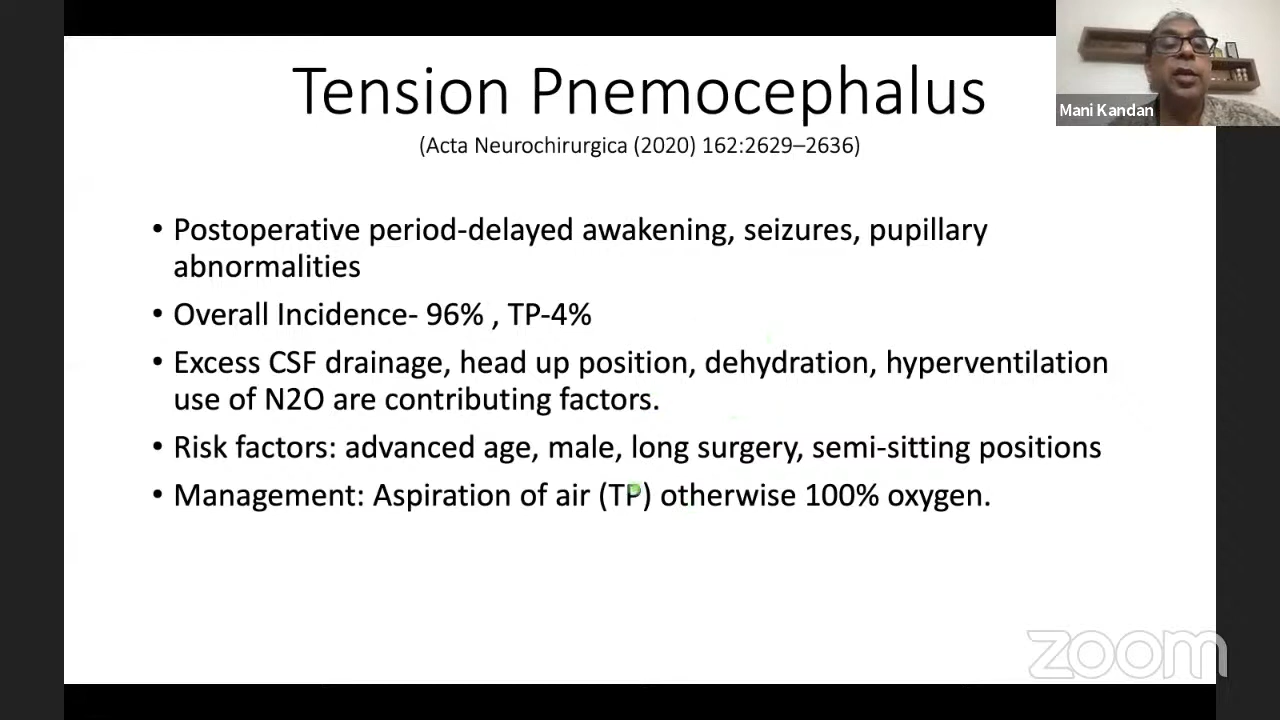 Tension Pnemocephalus
(Acta Neurochirurgica (2020) 162:2629–2636)
Mani Kandan
• Postoperative period-delayed awakening, seizures, pupillary
abnormalities
• Overall Incidence- 96% , TP-4%
• Excess CSF drainage, head up position, dehydration, hyperventilation
use of N2O are contributing factors.
• Risk factors: advanced age, male, long surgery, semi-sitting positions
• Management: Aspiration of air (TP) otherwise 100% oxygen.
zoom